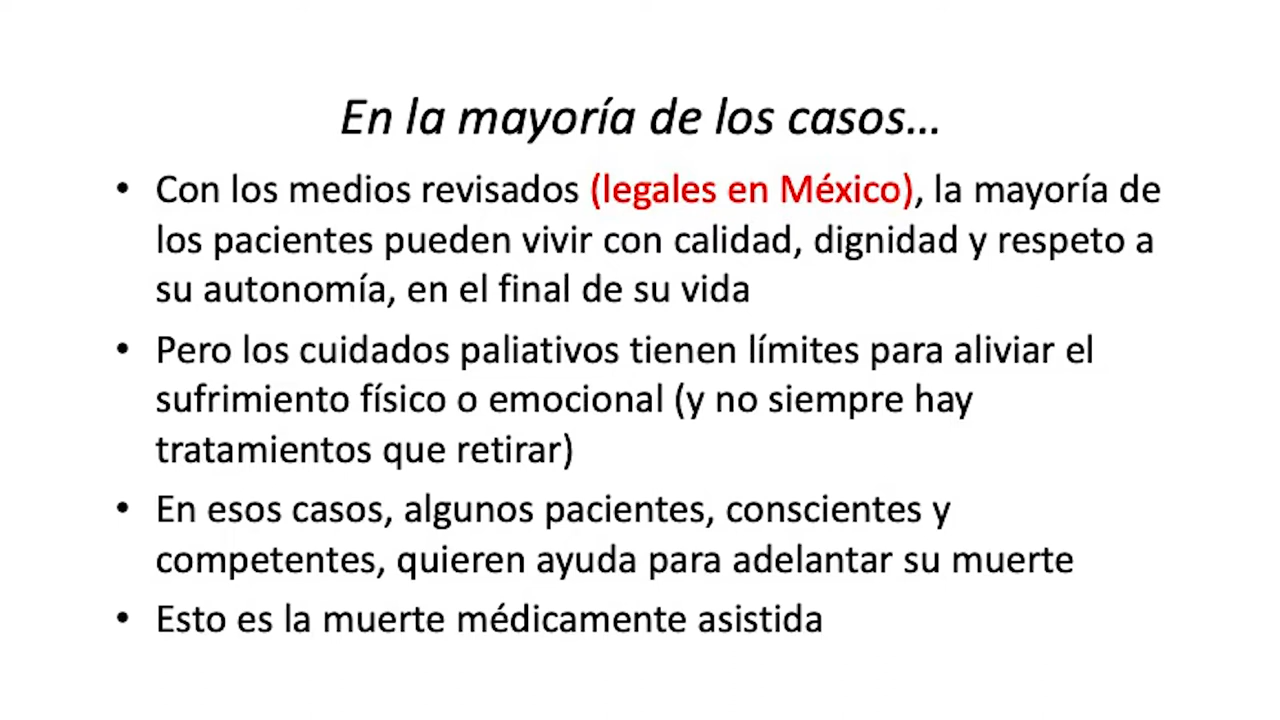 En la mayoría de los casos...
• Con los medios revisados (legales en México), la mayoría de
los pacientes pueden vivir con calidad, dignidad y respeto a
su autonomía, en el final de su vida
• Pero los cuidados paliativos tienen límites para aliviar el
sufrimiento físico o emocional (y no siempre hay
tratamientos que retirar)
• En esos casos, algunos pacientes, conscientes y
competentes, quieren ayuda para adelantar su muerte
• Esto es la muerte médicamente asistida